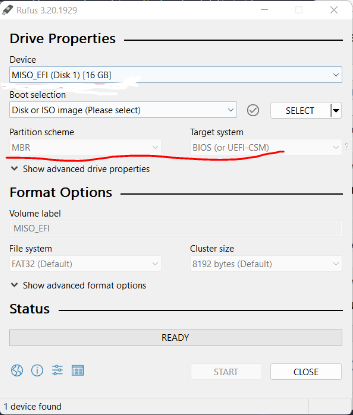 Rufus 3.20.1929
Drive Properties
Device
MISO_EFI (Disk 1) [16 GB]
Boot selection
Disk or ISO image (Please select)
SELECT
Partition scheme
Target system
MBR
BIOS (or UEFI-CSM)
?
Show advanced drive properties
Format Options
Volume label
MISO_EFI
File system
Cluster size
FAT32 (Default)
8192 bytes (Default)
Show advanced format options
Status
READY
START
CLOSE
1 device found